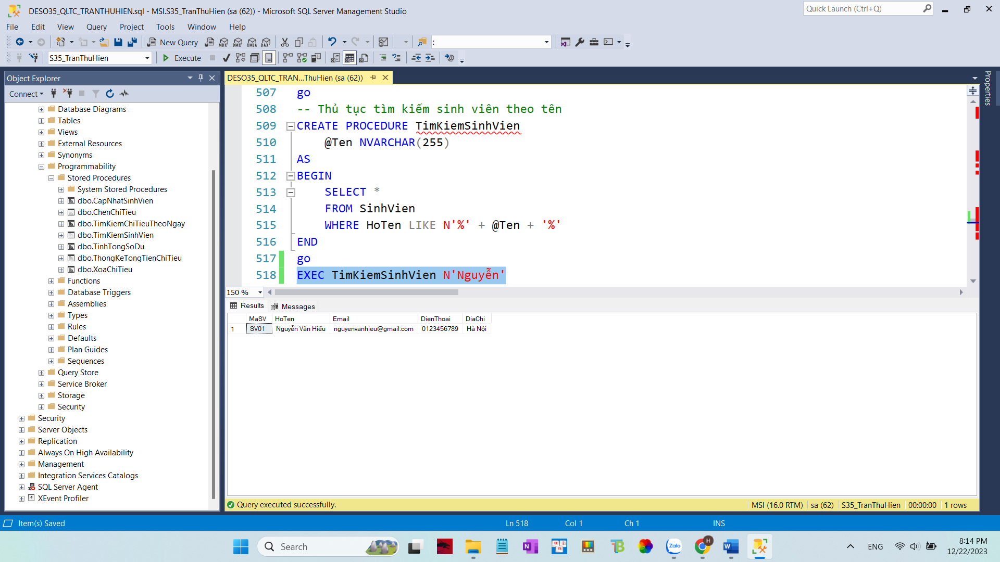 DESO35_QLTC_TRANTHUHIEN.sql - MSI.S35_TranThuHien (sa (62)) - Microsoft SQL Server Management Studio
Quick Launch (Ctrl+Q)
File Edit View Query Project Tools Window Help
New Query
MDX DMX XMLA DAX
:
S35_TranThuHien
Execute
Object Explorer
Connect
Database Diagrams
Tables
Views
External Resources
Synonyms
Programmability
Stored Procedures
System Stored Procedures
dbo.CapNhatSinhVien
dbo.ChenChiTieu
dbo.TimKiemChiTieuTheoNgay
dbo.TimKiemSinhVien
dbo.TinhTongSoDu
dbo.ThongKeTongTienChiTieu
dbo.XoaChiTieu
Functions
Database Triggers
Assemblies
Types
Rules
Defaults
Plan Guides
Sequences
Query Store
Service Broker
Storage
Security
Security
Server Objects
Replication
Always On High Availability
Management
Integration Services Catalogs
SQL Server Agent
XEvent Profiler
DESO35_QLTC_TRAN...ThuHien (sa (62))
Properties
507 go
508 -- Thủ tục tìm kiếm sinh viên theo tên
509 CREATE PROCEDURE TimKiemSinhVien
510 @Ten NVARCHAR(255)
511 AS
512 BEGIN
513 SELECT *
514 FROM SinhVien
515 WHERE HoTen LIKE N'%' + @Ten + '%'
516 END
517 go
518 EXEC TimKiemSinhVien N'Nguyễn'
150 %
Results Messages
MaSV HoTen Email DienThoai DiaChi
1 SV01 Nguyễn Văn Hiếu nguyenvanhieu@gmail.com 0123456789 Hà Nội
Query executed successfully.
MSI (16.0 RTM) sa (62) S35_TranThuHien 00:00:00 1 rows
Item(s) Saved
Ln 518 Col 1 Ch 1 INS
Search
Zalo
H
ENG
8:14 PM
12/22/2023